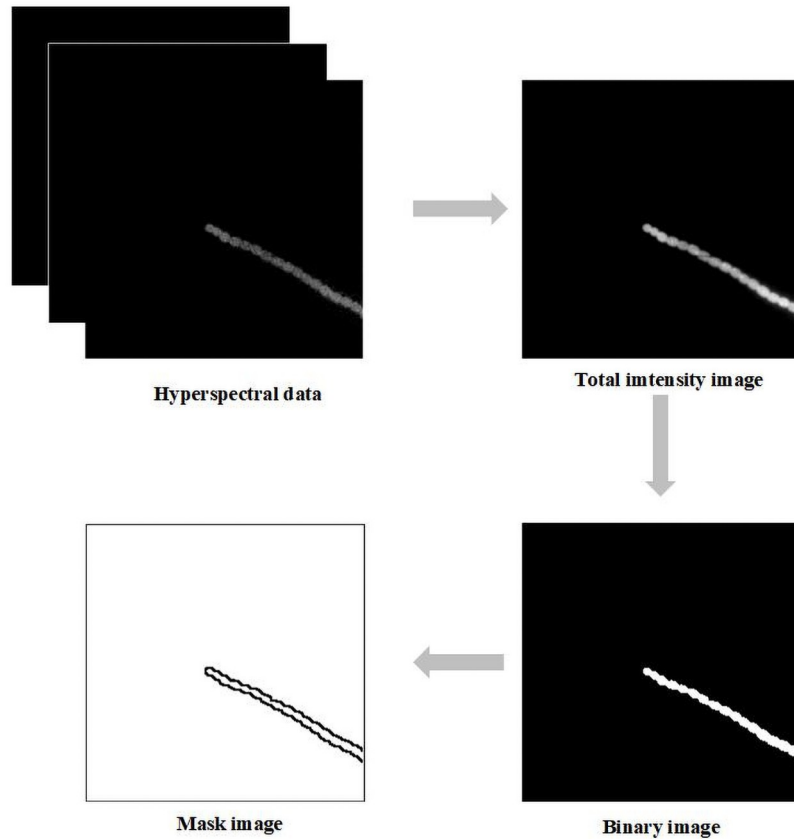 Hyperspectral data
Total imtensity image
Mask image
Binary image